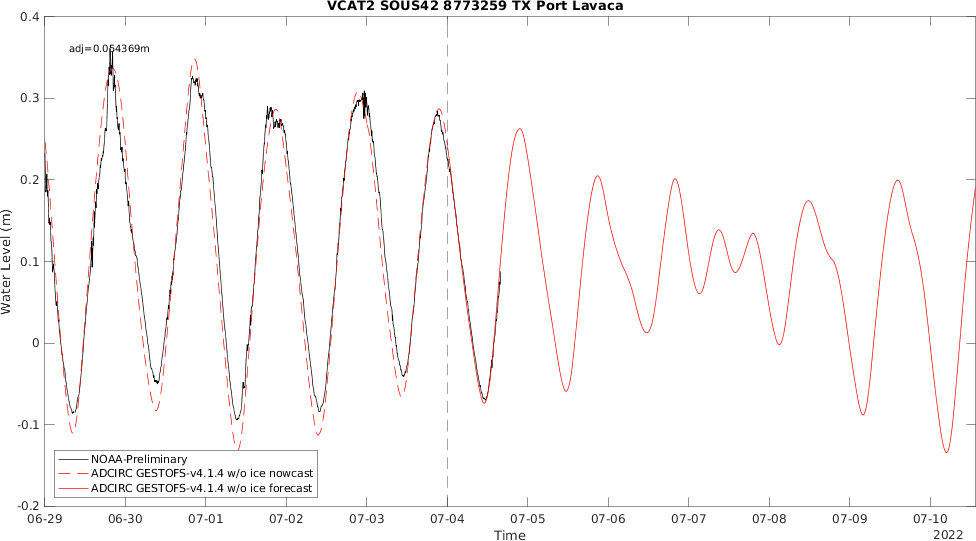 VCAT2 SOUS42 8773259 TX Port Lavaca
0.4
adj=0.054369m
0.3
0.2
0.1
0
-0.1
-0.2
Water Level (m)
NOAA-Preliminary
ADCIRC GESTOFS-v4.1.4 w/o ice nowcast
ADCIRC GESTOFS-v4.1.4 w/o ice forecast
06-29 06-30 07-01 07-02 07-03 07-04 07-05 07-06 07-07 07-08 07-09 07-10
Time
2022